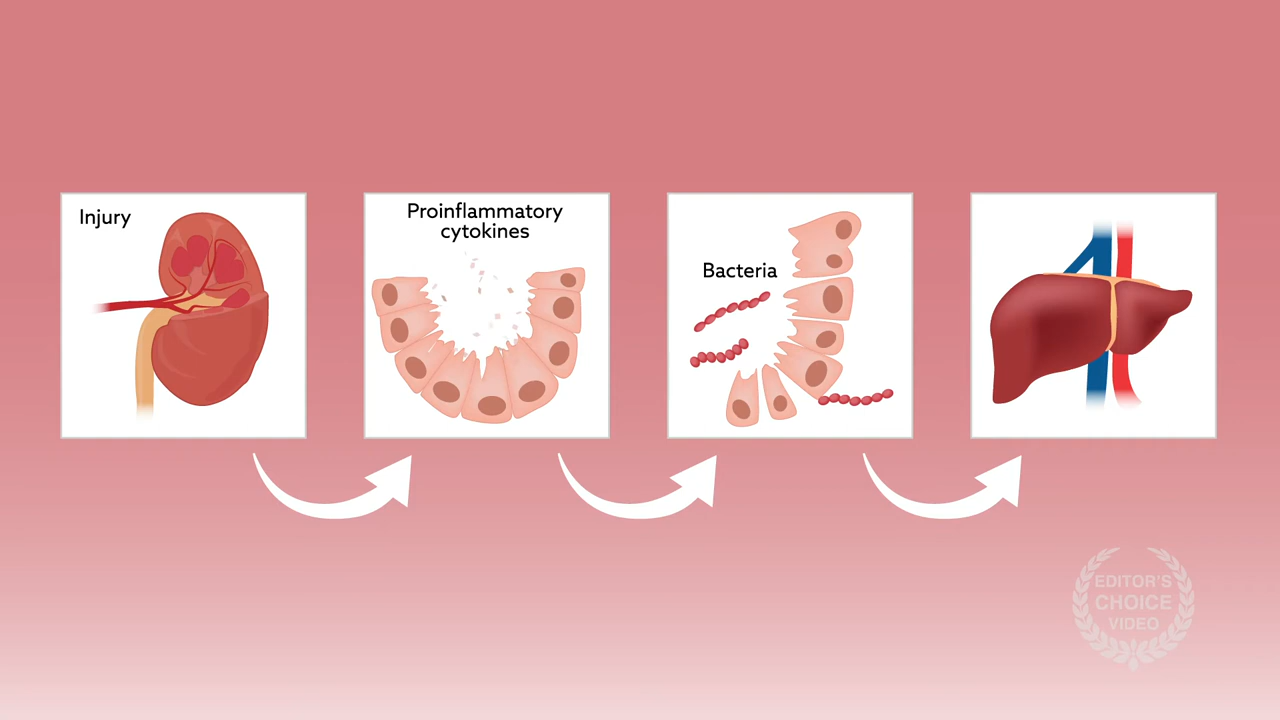 Injury
Proinflammatory
cytokines
Bacteria
EDITOR'S
CHOICE
VIDEO